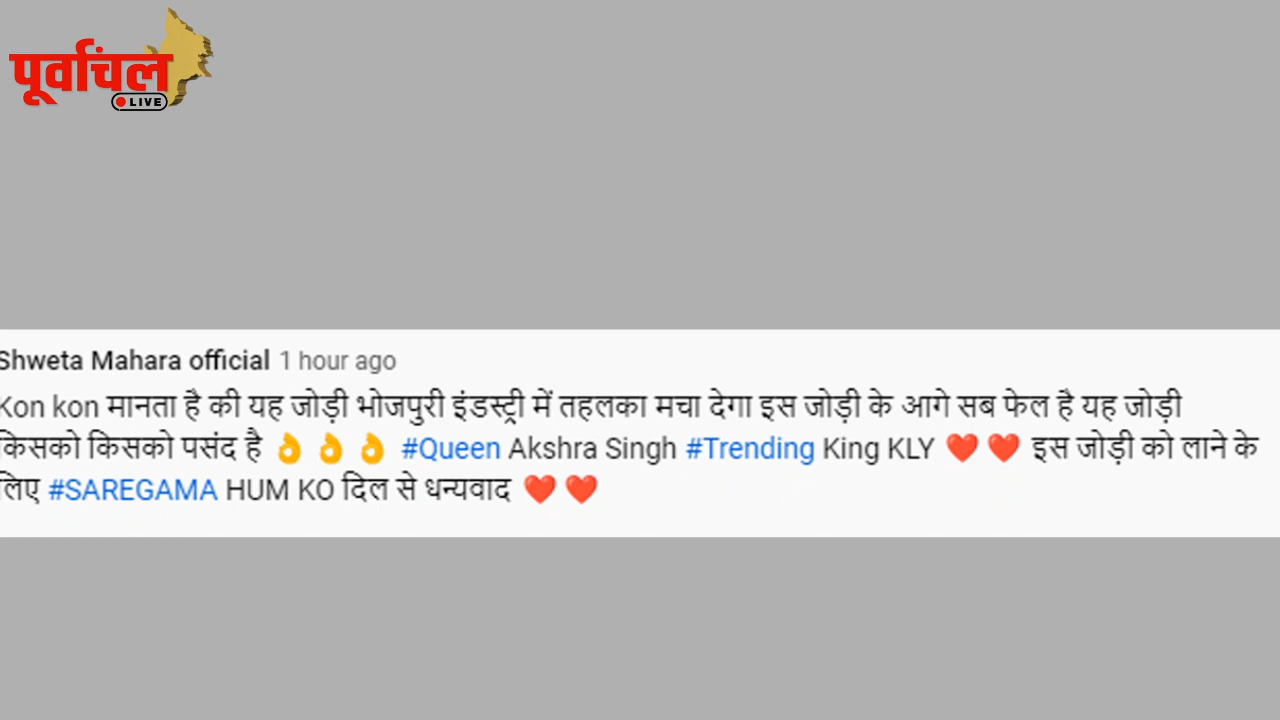 पूर्वांचल
LIVE
Shweta Mahara official 1 hour ago
Kon kon मानता है की यह जोड़ी भोजपुरी इंडस्ट्री में तहलका मचा देगा इस जोड़ी के आगे सब फेल है यह जोड़ी
किसको किसको पसंद है 👌 👌 👌 #Queen Akshra Singh #Trending King KLY ❤️ ❤️ इस जोड़ी को लाने के
लिए #SAREGAMA HUM KO दिल से धन्यवाद ❤️ ❤️